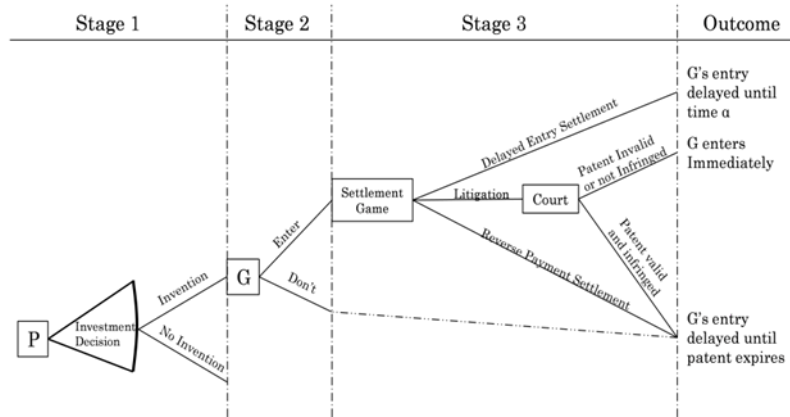 Stage 1
Stage 2
Stage 3
Outcome
G's entry
delayed until
time α
Delayed Entry Settlement
Patent Invalid
or not Infringed
G enters
Immediately
Settlement
Game
Litigation
Court
Enter
Reverse Payment Settlement
Patent valid
and infringed
Invention
G
Don't
P
Investment
Decision
No Invention
G's entry
delayed until
patent expires